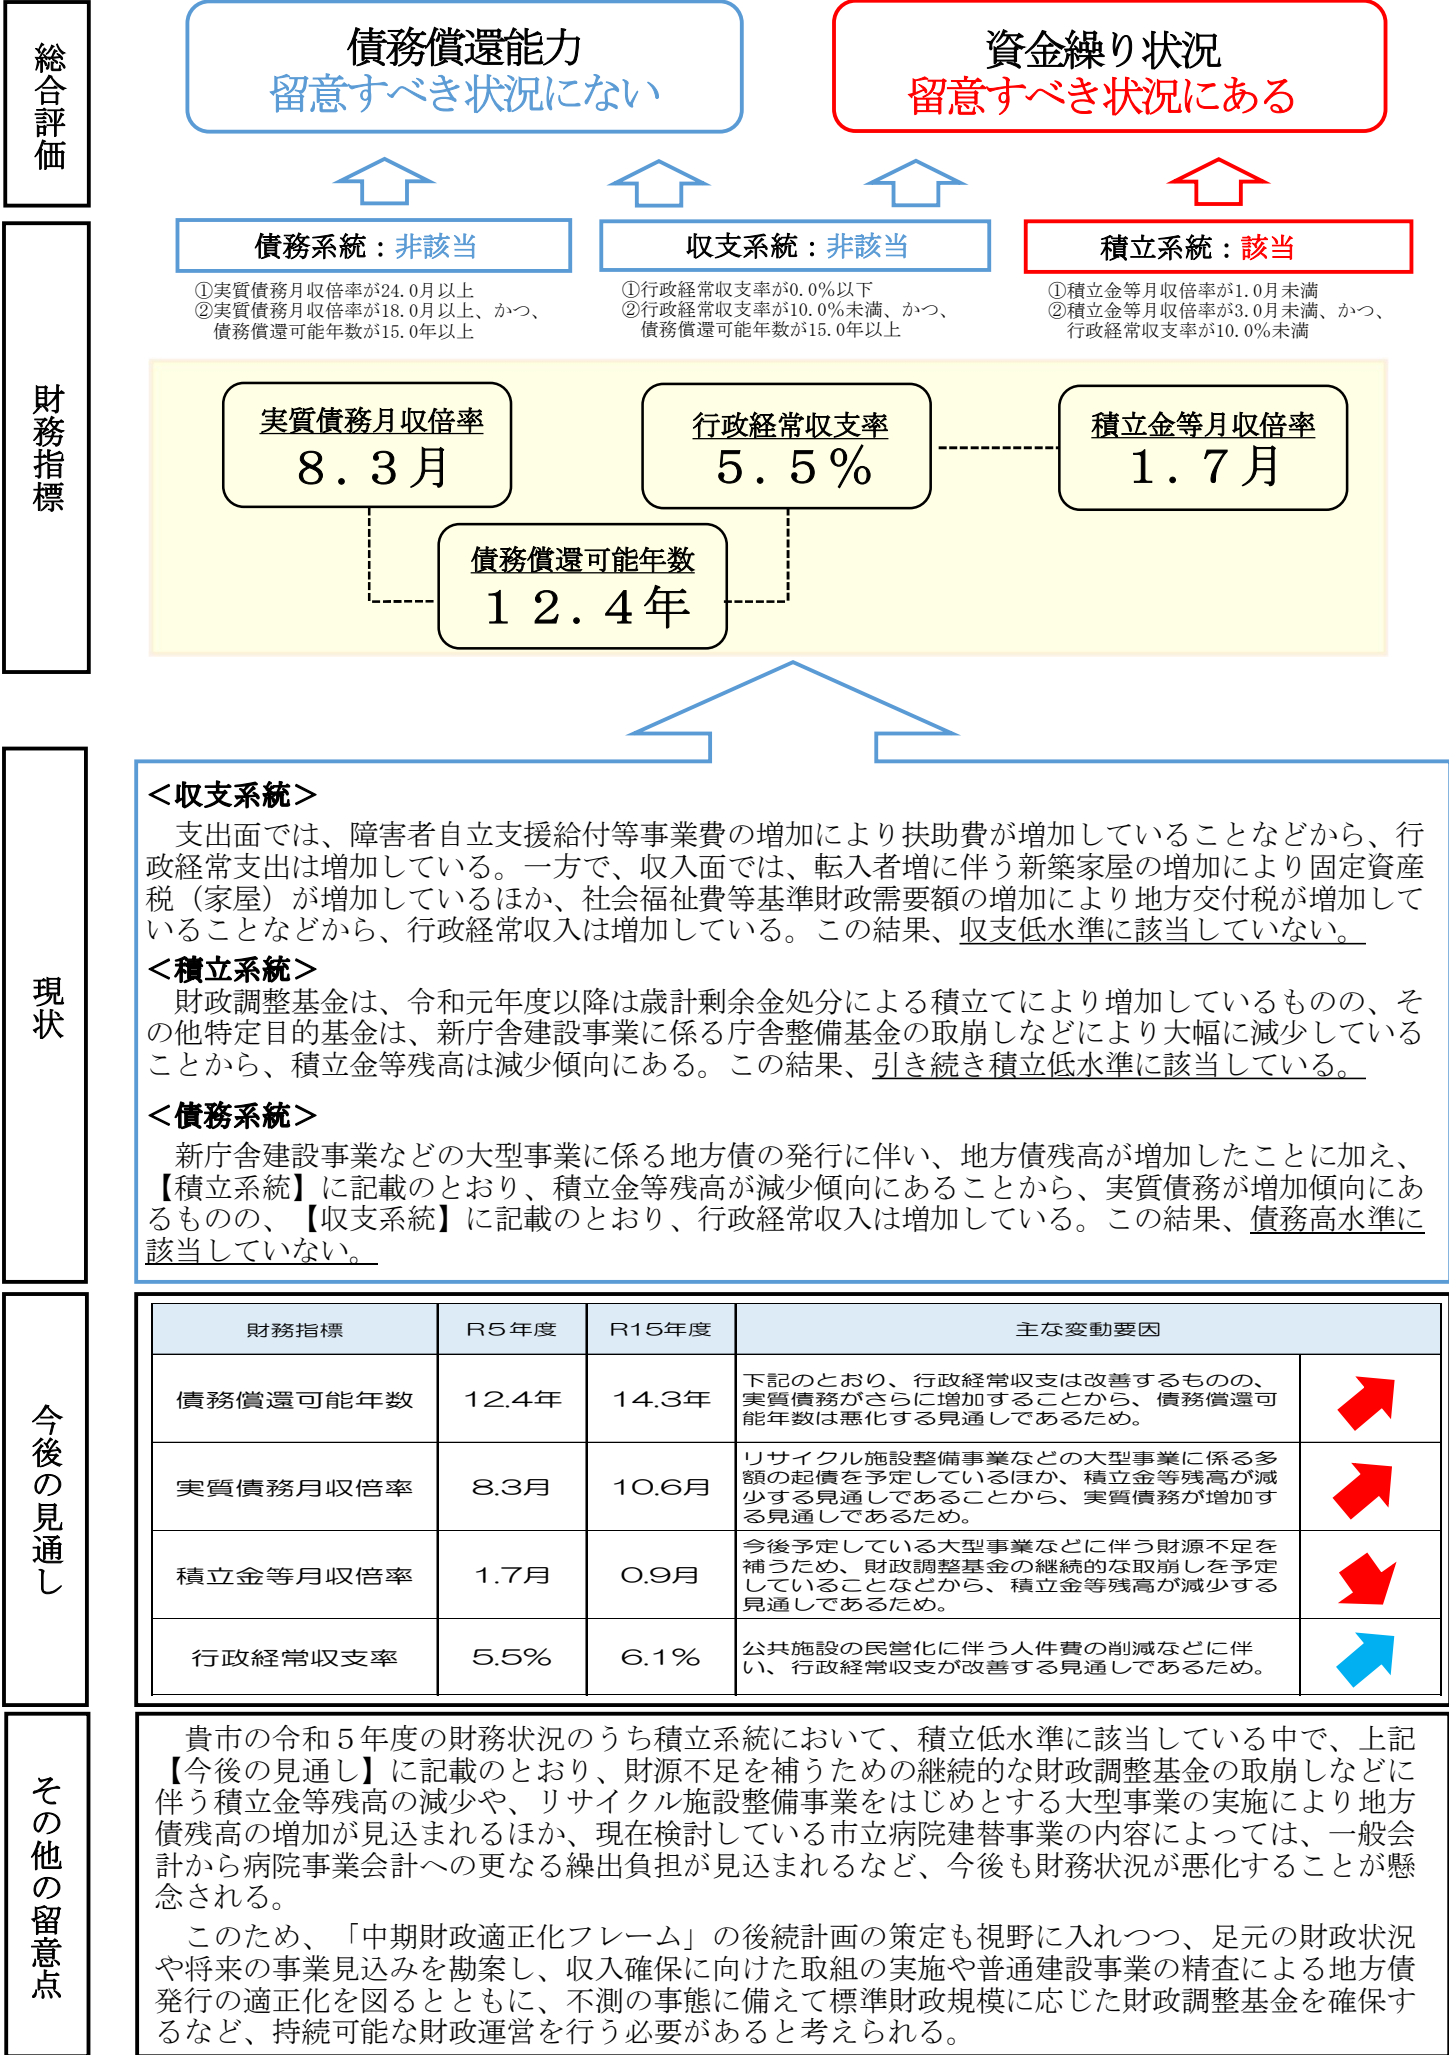 総合評価
債務償還能力
留意すべき状況にない
資金繰り状況
留意すべき状況にある
財務指標
債務系統：非該当
①実質債務月収倍率が24.0月以上
②実質債務月収倍率が18.0月以上、かつ、
債務償還可能年数が15.0年以上
収支系統：非該当
①行政経常収支率が0.0％以下
②行政経常収支率が10.0％未満、かつ、
債務償還可能年数が15.0年以上
積立系統：該当
①積立金等月収倍率が1.0月未満
②積立金等月収倍率が3.0月未満、かつ、
行政経常収支率が10.0％未満
実質債務月収倍率
８．３月
行政経常収支率
５．５％
積立金等月収倍率
１．７月
債務償還可能年数
１２．４年
現状
＜収支系統＞
支出面では、障害者自立支援給付等事業費の増加により扶助費が増加していることなどから、行
政経常支出は増加している。一方で、収入面では、転入者増に伴う新築家屋の増加により固定資産
税（家屋）が増加しているほか、社会福祉費等基準財政需要額の増加により地方交付税が増加して
いることなどから、行政経常収入は増加している。この結果、収支低水準に該当していない。
＜積立系統＞
財政調整基金は、令和元年度以降は歳計剰余金処分による積立てにより増加しているものの、そ
の他特定目的基金は、新庁舎建設事業に係る庁舎整備基金の取崩しなどにより大幅に減少している
ことから、積立金等残高は減少傾向にある。この結果、引き続き積立低水準に該当している。
＜債務系統＞
新庁舎建設事業などの大型事業に係る地方債の発行に伴い、地方債残高が増加したことに加え、
【積立系統】に記載のとおり、積立金等残高が減少傾向にあることから、実質債務が増加傾向にあ
るものの、【収支系統】に記載のとおり、行政経常収入は増加している。この結果、債務高水準に
該当していない。
今後の見通し
財務指標 R5年度 R15年度 主な変動要因
債務償還可能年数 12.4年 14.3年
下記のとおり、行政経常収支は改善するものの、
実質債務がさらに増加することから、債務償還可
能年数は悪化する見通しであるため。
実質債務月収倍率 8.3月 10.6月
リサイクル施設整備事業などの大型事業に係る多
額の起債を予定しているほか、積立金等残高が減
少する見通しであることから、実質債務が増加す
る見通しであるため。
積立金等月収倍率 1.7月 0.9月
今後予定している大型事業などに伴う財源不足を
補うため、財政調整基金の継続的な取崩しを予定
していることなどから、積立金等残高が減少する
見通しであるため。
行政経常収支率 5.5% 6.1%
公共施設の民営化に伴う人件費の削減などに伴
い、行政経常収支が改善する見通しであるため。
その他の留意点
貴市の令和５年度の財務状況のうち積立系統において、積立低水準に該当している中で、上記
【今後の見通し】に記載のとおり、財源不足を補うための継続的な財政調整基金の取崩しなどに
伴う積立金等残高の減少や、リサイクル施設整備事業をはじめとする大型事業の実施により地方
債残高の増加が見込まれるほか、現在検討している市立病院建替事業の内容によっては、一般会
計から病院事業会計への更なる繰出負担が見込まれるなど、今後も財務状況が悪化することが懸
念される。
このため、「中期財政適正化フレーム」の後続計画の策定も視野に入れつつ、足元の財政状況
や将来の事業見込みを勘案し、収入確保に向けた取組の実施や普通建設事業の精査による地方債
発行の適正化を図るとともに、不測の事態に備えて標準財政規模に応じた財政調整基金を確保す
るなど、持続可能な財政運営を行う必要があると考えられる。